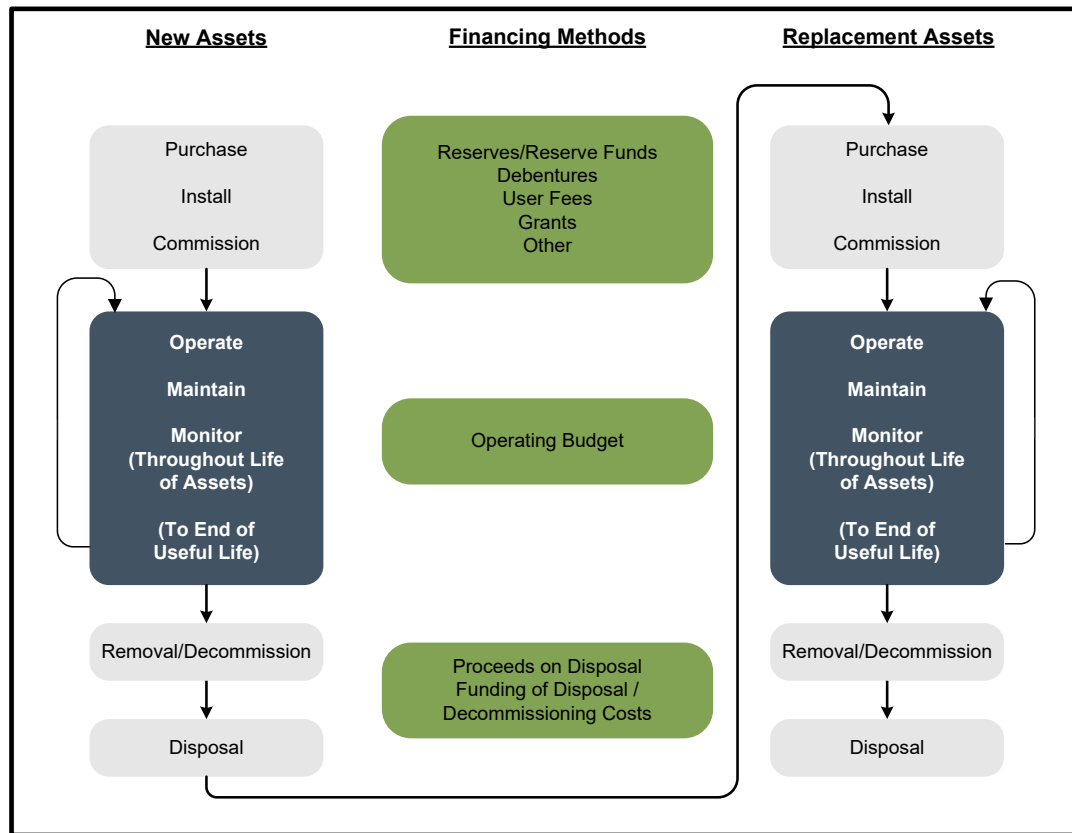 New Assets
Financing Methods
Replacement Assets
Purchase
Install
Commission
Operate
Maintain
Monitor
(Throughout Life
of Assets)
(To End of
Useful Life)
Removal/Decommission
Disposal
Reserves/Reserve Funds
Debentures
User Fees
Grants
Other
Operating Budget
Proceeds on Disposal
Funding of Disposal /
Decommissioning Costs
Purchase
Install
Commission
Operate
Maintain
Monitor
(Throughout Life
of Assets)
(To End of
Useful Life)
Removal/Decommission
Disposal